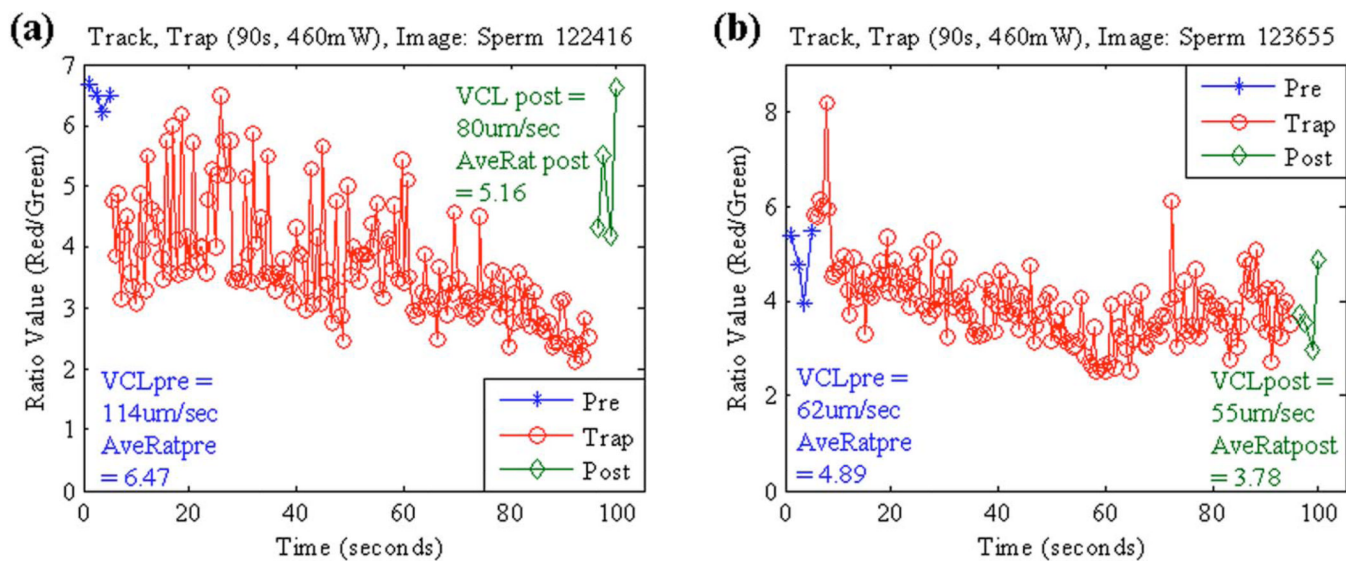 (a)
Track, Trap (90s, 460mW), Image: Sperm 122416
Ratio Value (Red/Green)
7
6
5
4
3
2
1
0
VCL post =
80um/sec
AveRat post
= 5.16
VCLpre =
114um/sec
AveRatpre
= 6.47
Pre
Trap
Post
0
20
40
60
80
100
Time (seconds)
(b)
Track, Trap (90s, 460mW), Image: Sperm 123655
Ratio Value (Red/Green)
8
6
4
2
0
Pre
Trap
Post
VCLpre =
62um/sec
AveRatpre
= 4.89
VCLpost =
55um/sec
AveRatpost
= 3.78
0
20
40
60
80
100
Time (seconds)